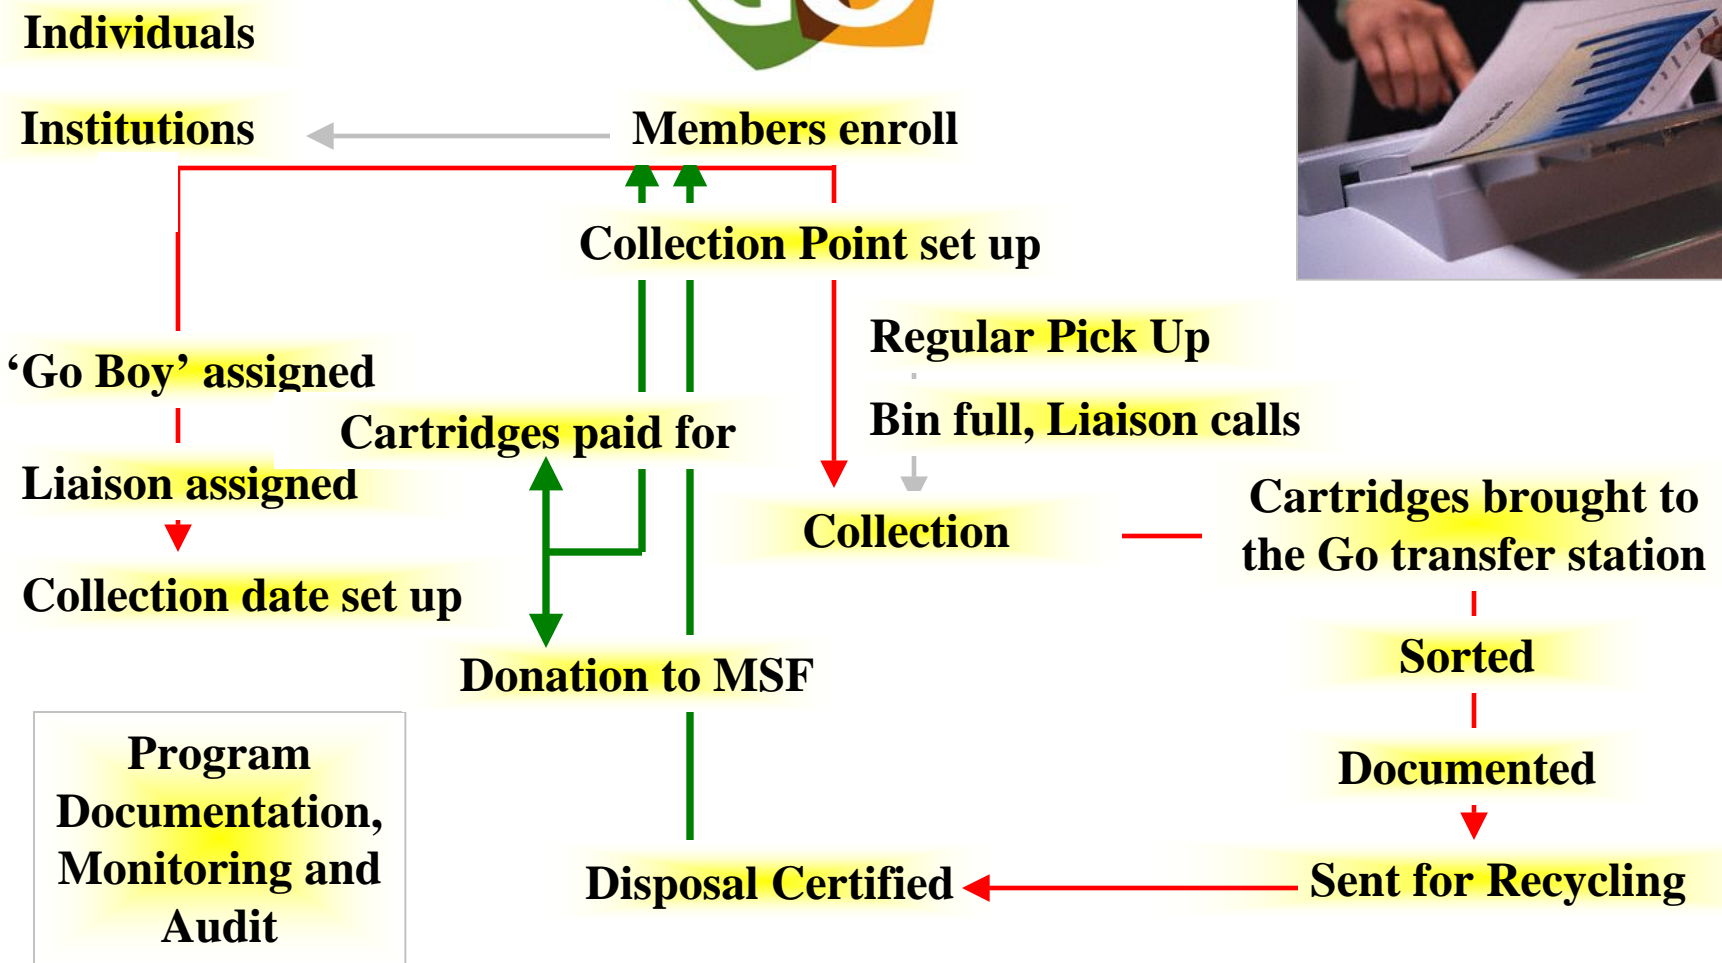 GO
Individuals
Institutions
Members enroll
Collection Point set up
Regular Pick Up
‘Go Boy’ assigned
Bin full, Liaison calls
Cartridges paid for
Liaison assigned
Collection
Cartridges brought to
the Go transfer station
Collection date set up
Sorted
Donation to MSF
Program
Documentation,
Monitoring and
Audit
Documented
Disposal Certified
Sent for Recycling